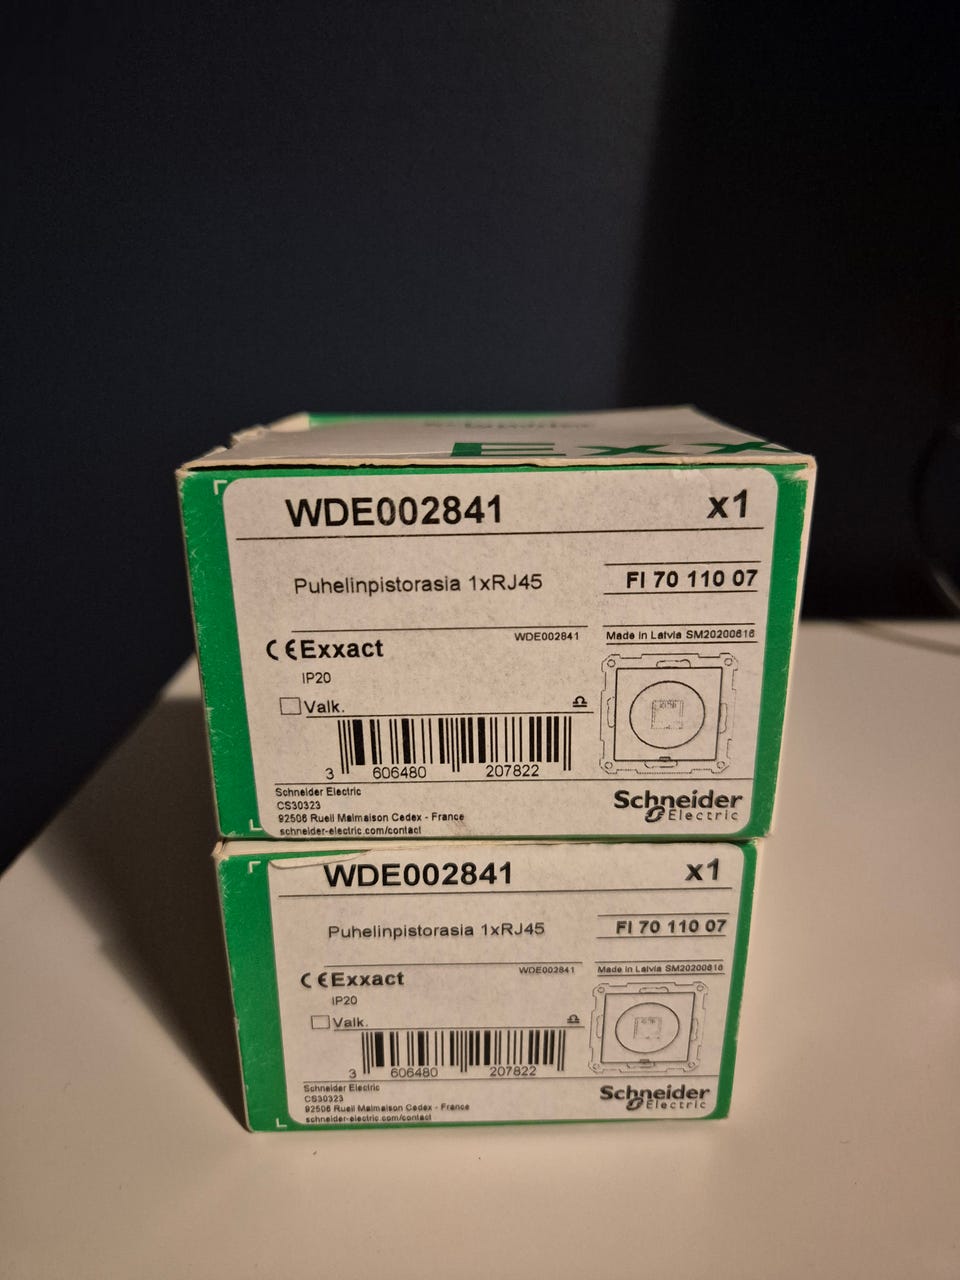 Exx
WDE002841 x1
Puhelinpistorasia 1xRJ45
FI 70 110 07
WDE002841
Made in Latvia SM20200616
CE Exxact
IP20
Valk.
3 606480 207822
Schneider Electric
CS30323
92506 Rueil Malmaison Cedex - France
schneider-electric.com/contact
Schneider
Electric
WDE002841 x1
Puhelinpistorasia 1xRJ45
FI 70 110 07
WDE002841
Made in Latvia SM20200616
CE Exxact
IP20
Valk.
3 606480 207822
Schneider Electric
CS30323
92506 Rueil Malmaison Cedex - France
schneider-electric.com/contact
Schneider
Electric